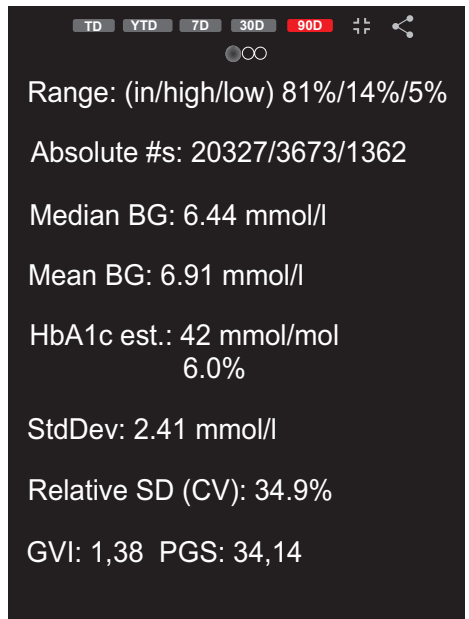 TD YTD 7D 30D 90D
Range: (in/high/low) 81%/14%/5%
Absolute #s: 20327/3673/1362
Median BG: 6.44 mmol/l
Mean BG: 6.91 mmol/l
HbA1c est.: 42 mmol/mol
6.0%
StdDev: 2.41 mmol/l
Relative SD (CV): 34.9%
GVI: 1,38 PGS: 34,14